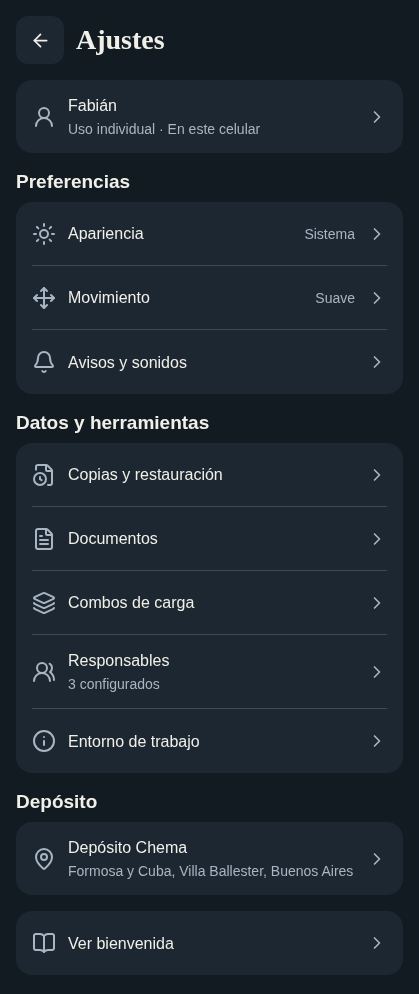 Ajustes
Fabián
Uso individual · En este celular
Preferencias
Apariencia
Sistema
Movimiento
Suave
Avisos y sonidos
Datos y herramientas
Copias y restauración
Documentos
Combos de carga
Responsables
3 configurados
Entorno de trabajo
Depósito
Depósito Chema
Formosa y Cuba, Villa Ballester, Buenos Aires
Ver bienvenida